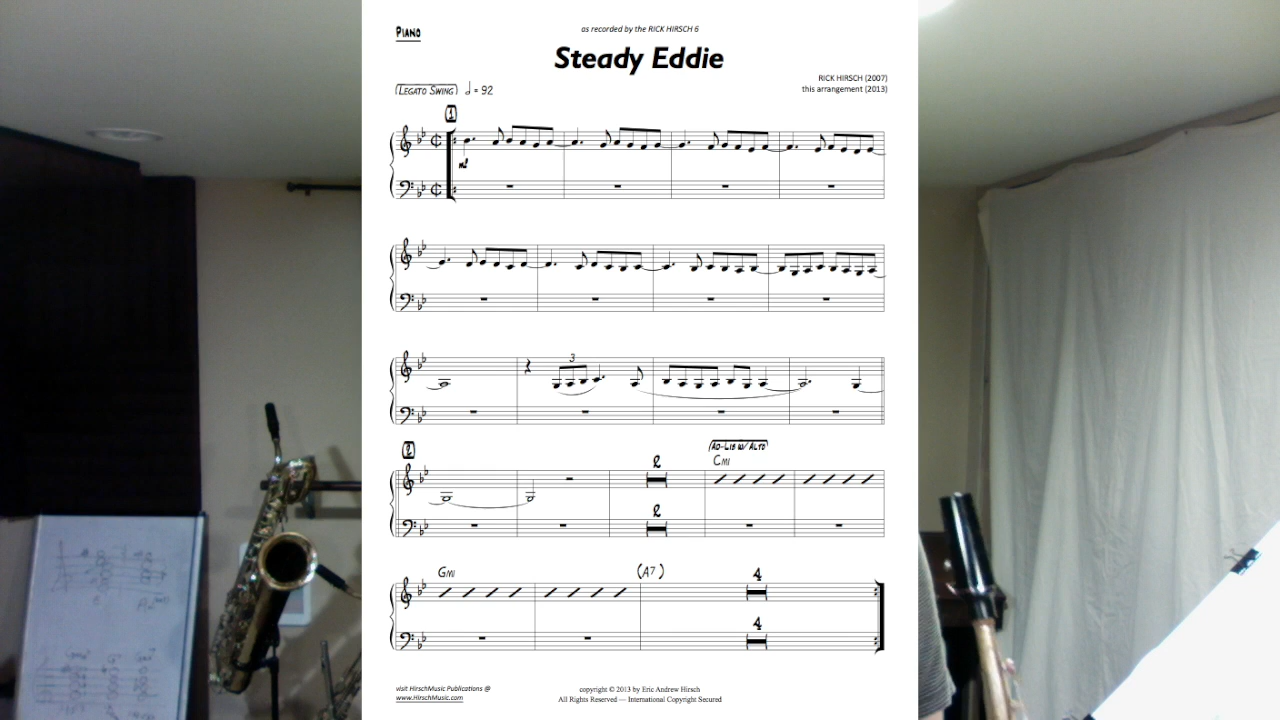 PIANO
as recorded by the RICK HIRSCH 6
Steady Eddie
RICK HIRSCH (2007)
this arrangement (2013)
LEGATO SWING = 92
1
mf
3
2
2
(AD-LIB W/ ALTO)
CMI
2
GMI
(A7)
4
4
visit HirschMusic Publications @
www.HirschMusic.com
copyright © 2013 by Eric Andrew Hirsch
All Rights Reserved — International Copyright Secured